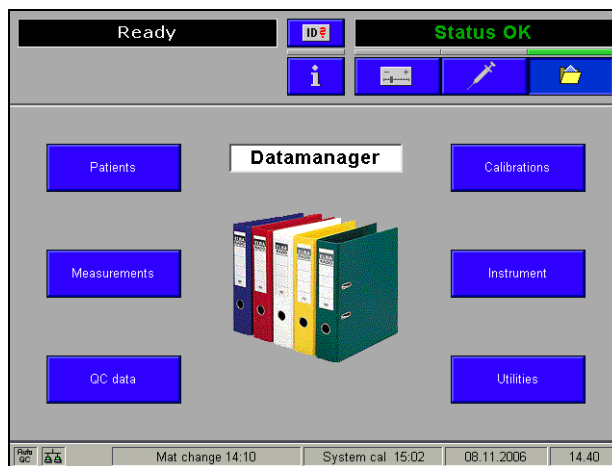 Ready
ID
Status OK
i
Datamanager
Patients
Calibrations
Measurements
Instrument
QC data
Utilities
Auto QC
Mat change 14:10
System cal 15:02
08.11.2006
14.40